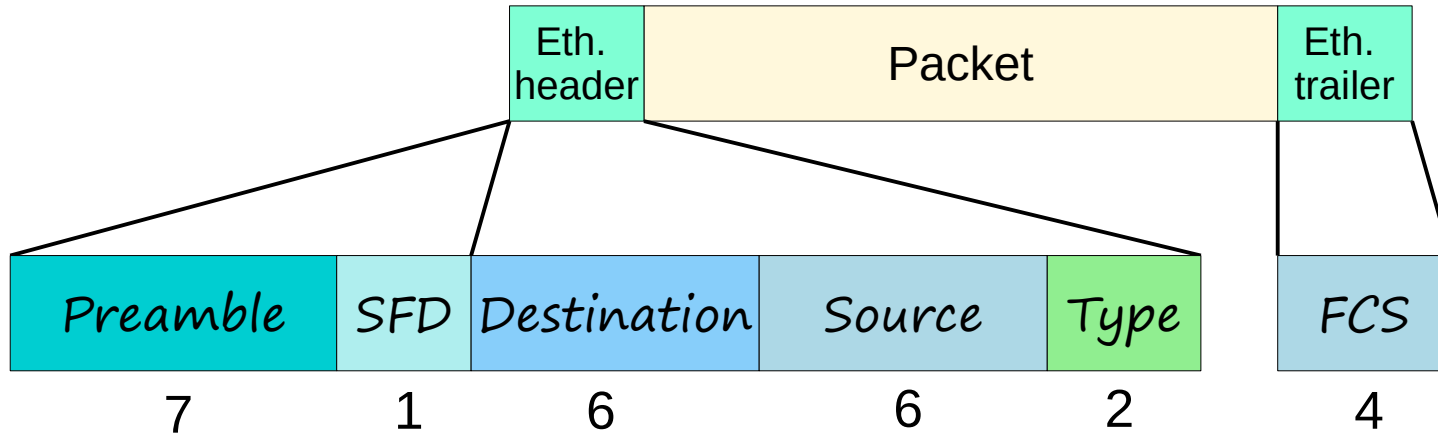 Eth.
header
Packet
Eth.
trailer
Preamble SFD Destination Source Type FCS
7 1 6 6 2 4